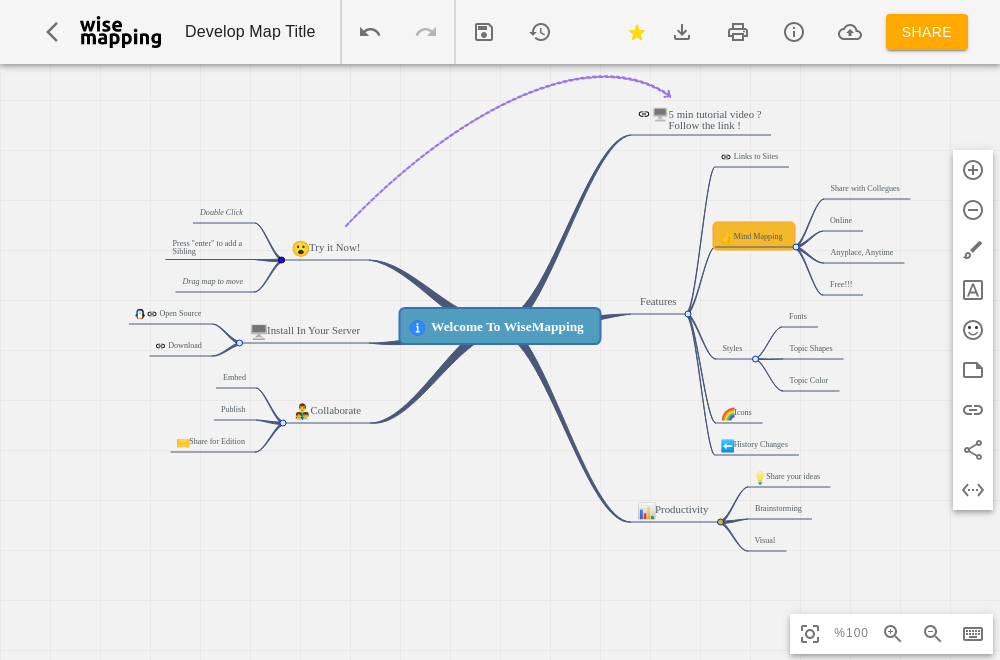 wise
mapping
Develop Map Title
SHARE
5 min tutorial video ?
Follow the link !
Links to Sites
Share with Collegues
Mind Mapping
Online
Anyplace, Anytime
Free!!!
Features
Fonts
Styles
Topic Shapes
Topic Color
Icons
History Changes
Share your ideas
Productivity
Brainstorming
Visual
Welcome To WiseMapping
Double Click
Try it Now!
Press "enter" to add a
Sibling
Drag map to move
Open Source
Install In Your Server
Download
Embed
Collaborate
Publish
Share for Edition
%100